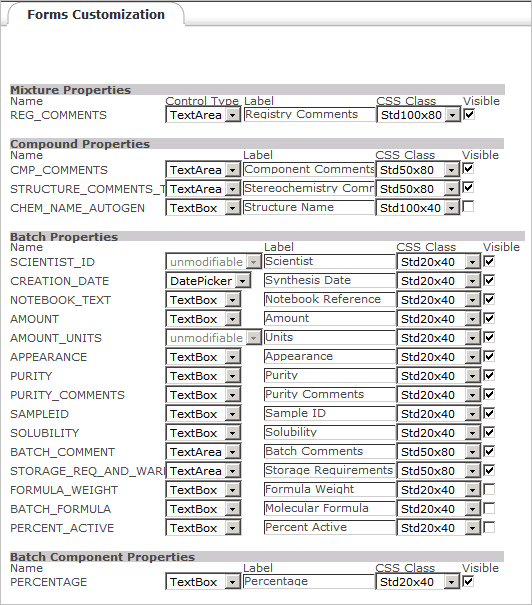 Forms Customization
Mixture Properties
Name Control Type Label CSS Class Visible
REG_COMMENTS TextArea Registry Comments Std100x80
Compound Properties
Name Label CSS Class Visible
CMP_COMMENTS TextArea Component Comments Std50x80
STRUCTURE_COMMENTS_T TextArea Stereochemistry Comm Std50x80
CHEM_NAME_AUTOGEN TextBox Structure Name Std100x40
Batch Properties
Name Label CSS Class Visible
SCIENTIST_ID unmodifiable Scientist Std20x40
CREATION_DATE DatePicker Synthesis Date Std20x40
NOTEBOOK_TEXT TextBox Notebook Reference Std20x40
AMOUNT TextBox Amount Std20x40
AMOUNT_UNITS unmodifiable Units Std20x40
APPEARANCE TextBox Appearance Std20x40
PURITY TextBox Purity Std20x40
PURITY_COMMENTS TextBox Purity Comments Std20x40
SAMPLEID TextBox Sample ID Std20x40
SOLUBILITY TextBox Solubility Std20x40
BATCH_COMMENT TextArea Batch Comments Std50x80
STORAGE_REQ_AND_WAR TextArea Storage Requirements Std50x80
FORMULA_WEIGHT TextBox Formula Weight Std20x40
BATCH_FORMULA TextBox Molecular Formula Std20x40
PERCENT_ACTIVE TextBox Percent Active Std20x40
Batch Component Properties
Name Label CSS Class Visible
PERCENTAGE TextBox Percentage Std20x40